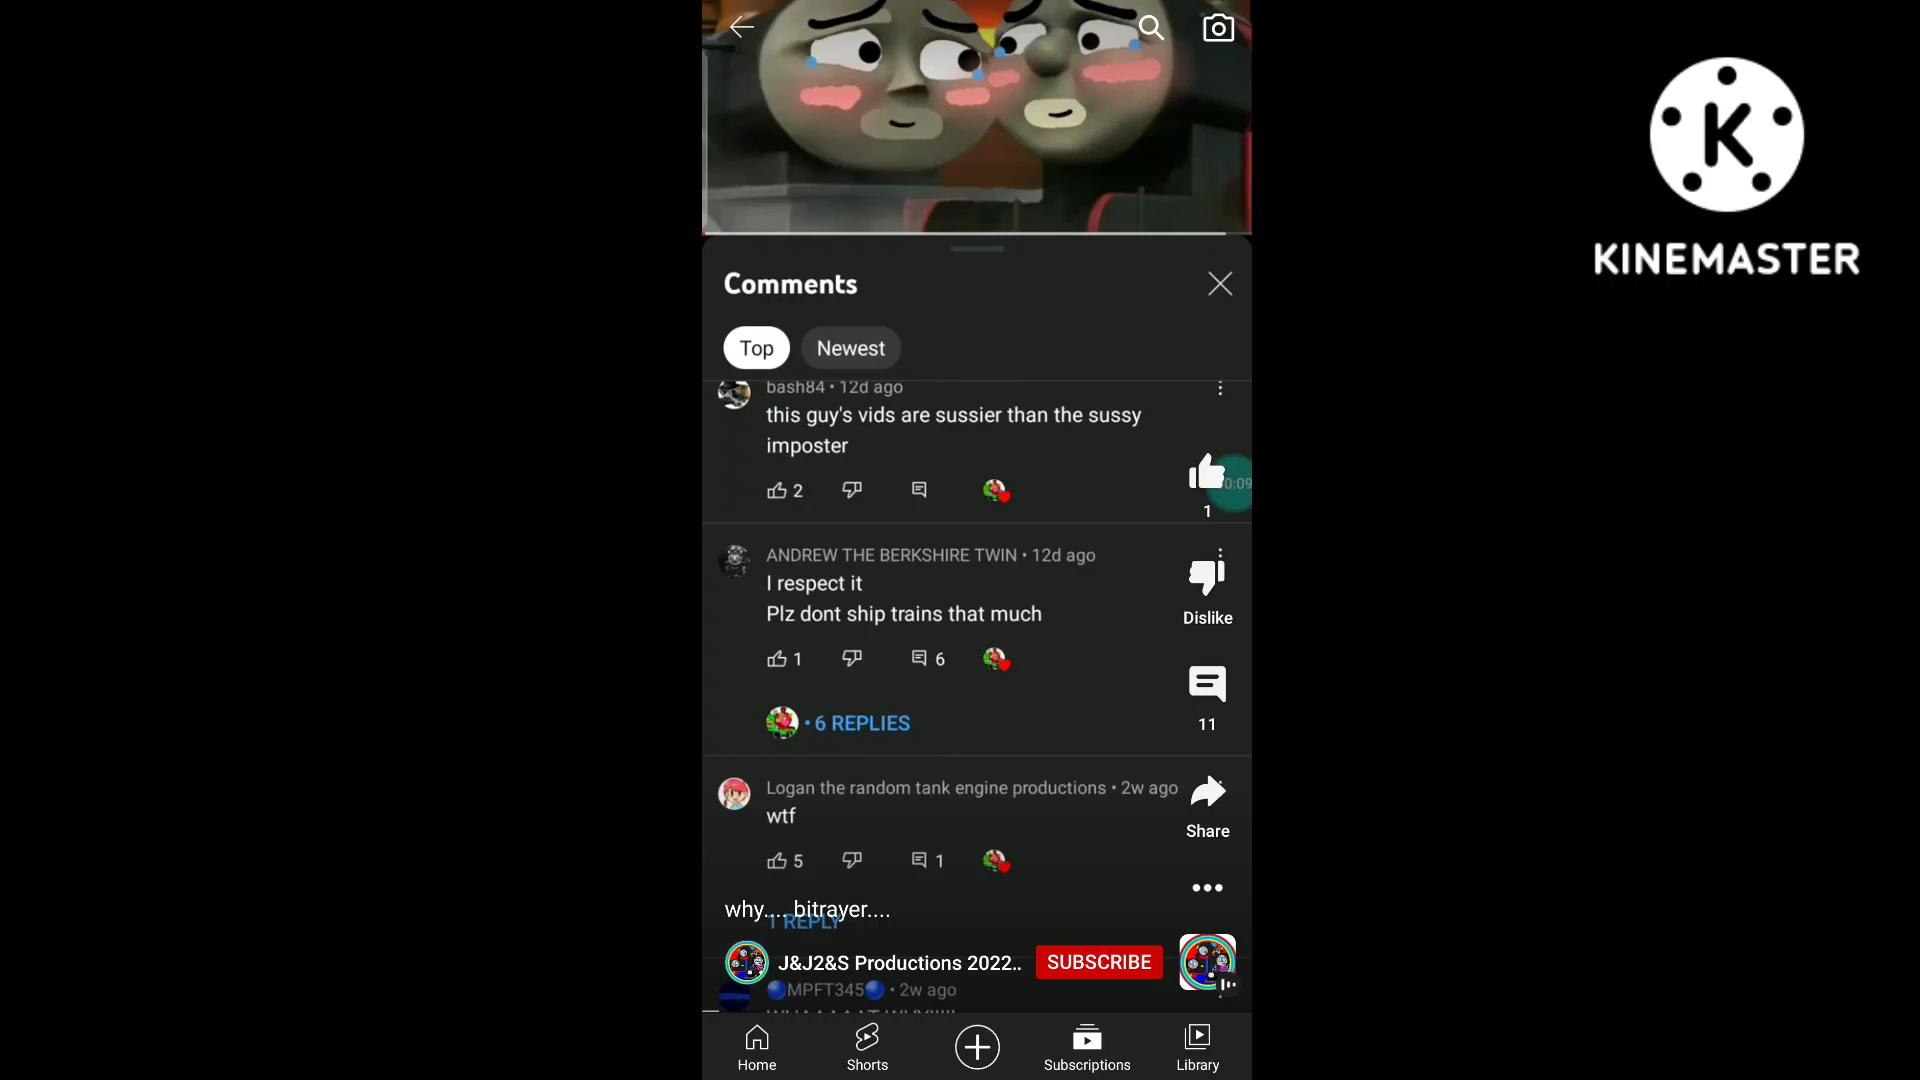 K
KINEMASTER
Comments
Top
Newest
bash84 • 12d ago
this guy's vids are sussier than the sussy
imposter
2
0:09
1
ANDREW THE BERKSHIRE TWIN • 12d ago
I respect it
Plz dont ship trains that much
Dislike
1
6
• 6 REPLIES
11
Logan the random tank engine productions • 2w ago
wtf
Share
5
1
why.... bitrayer....
1 REPLY
J&J2&S Productions 2022..
SUBSCRIBE
🔵MPFT345🔵 • 2w ago
Home
Shorts
Subscriptions
Library